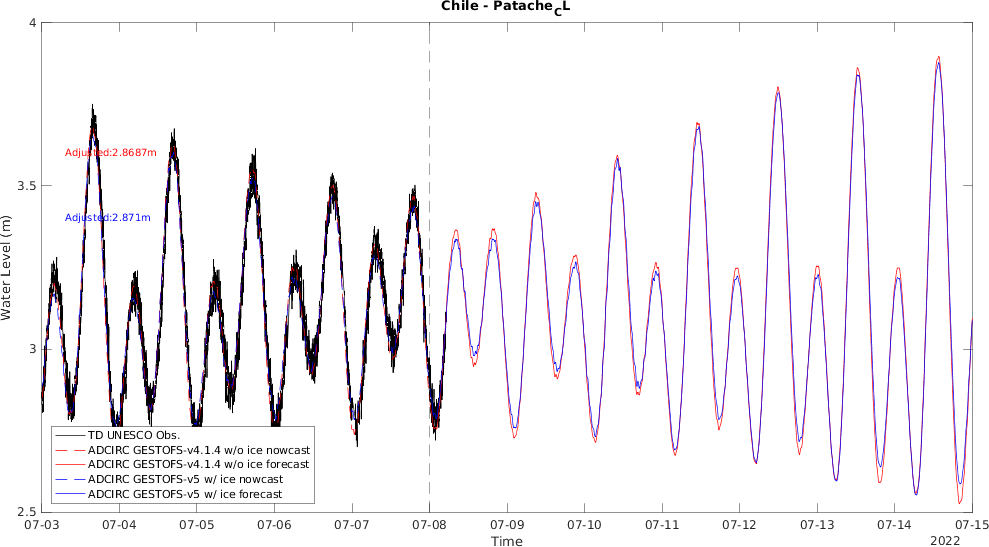 Chile - Patache_CL
4
3.5
3
2.5
Water Level (m)
Adjusted:2.8687m
Adjusted:2.871m
TD UNESCO Obs.
ADCIRC GESTOFS-v4.1.4 w/o ice nowcast
ADCIRC GESTOFS-v4.1.4 w/o ice forecast
ADCIRC GESTOFS-v5 w/ ice nowcast
ADCIRC GESTOFS-v5 w/ ice forecast
07-03 07-04 07-05 07-06 07-07 07-08 07-09 07-10 07-11 07-12 07-13 07-14 07-15
Time
2022